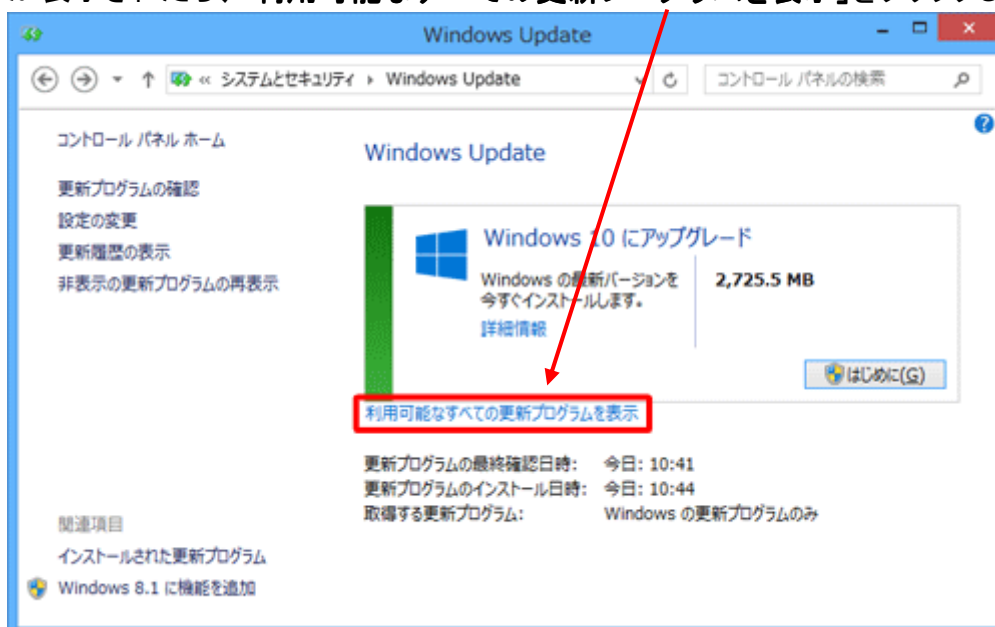 Windows Update
« システムとセキュリティ › Windows Update
コントロール パネルの検索
コントロール パネル ホーム
更新プログラムの確認
設定の変更
更新履歴の表示
非表示の更新プログラムの再表示
Windows Update
Windows 10 にアップグレード
Windows の最新バージョンを
今すぐインストールします。
2,725.5 MB
詳細情報
はじめに(G)
利用可能なすべての更新プログラムを表示
更新プログラムの最終確認日時: 今日: 10:41
更新プログラムのインストール日時: 今日: 10:44
取得する更新プログラム: Windows の更新プログラムのみ
関連項目
インストールされた更新プログラム
Windows 8.1 に機能を追加